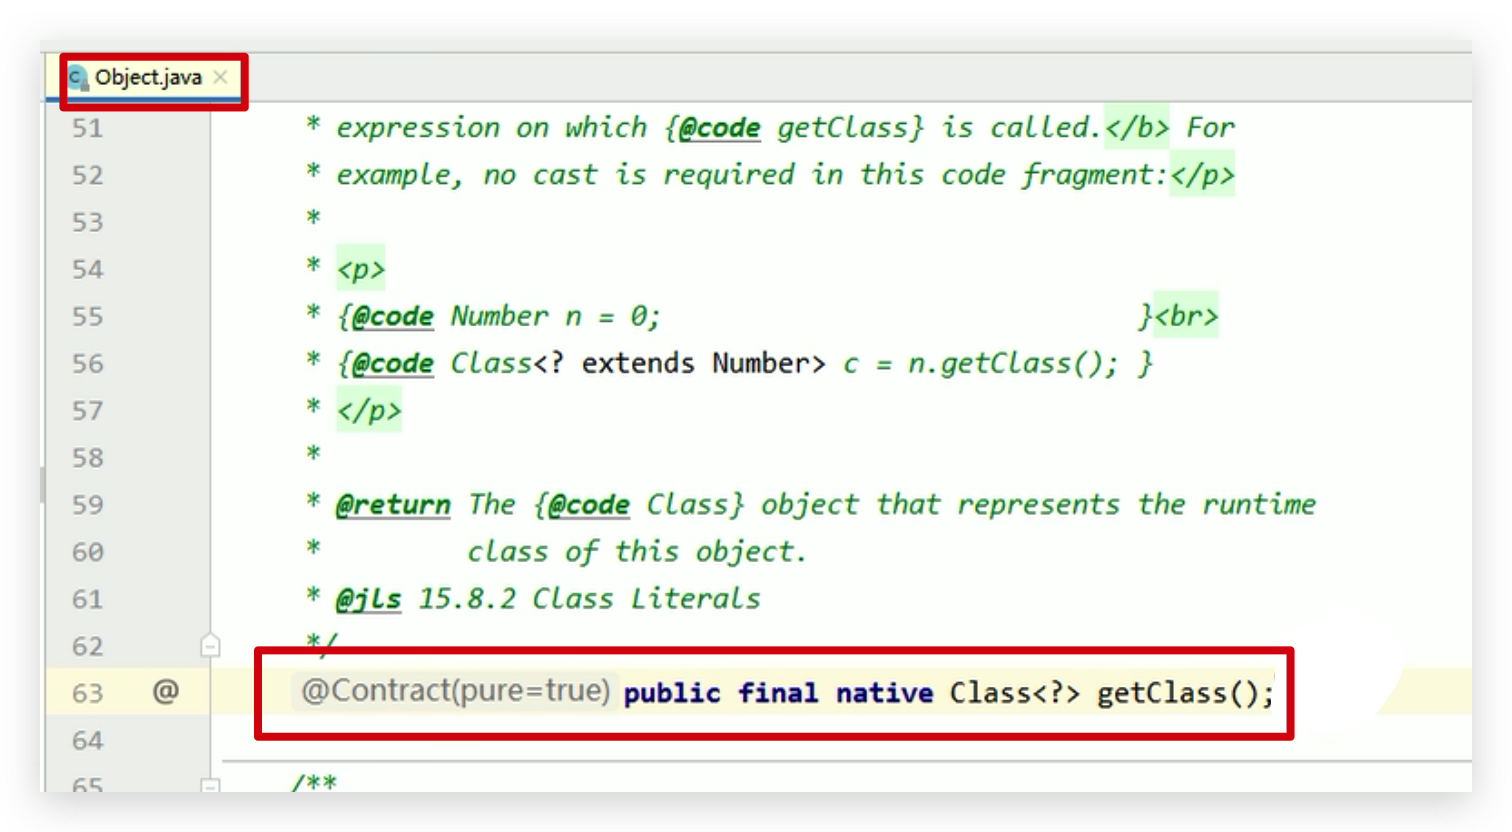 Object.java
51 * expression on which {@code getClass} is called.</b> For
52 * example, no cast is required in this code fragment:</p>
53 *
54 * <p>
55 * {@code Number n = 0; }<br>
56 * {@code Class<? extends Number> c = n.getClass(); }
57 * </p>
58 *
59 * @return The {@code Class} object that represents the runtime
60 * class of this object.
61 * @jls 15.8.2 Class Literals
62 */
63 @ @Contract(pure=true) public final native Class<?> getClass();
64
65 /**